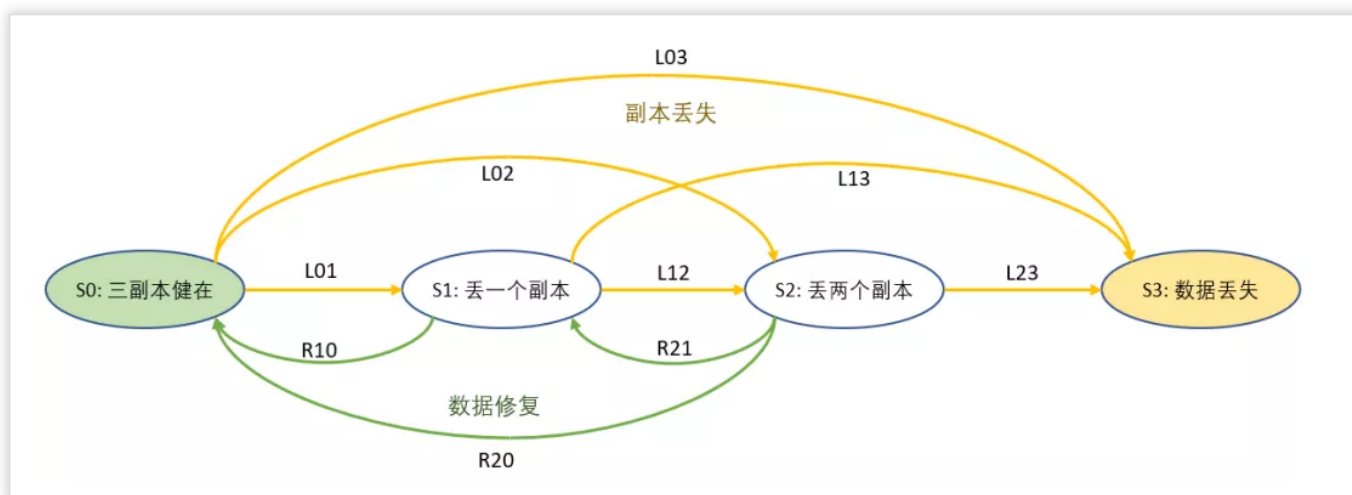 L03
副本丢失
L02
L13
S0: 三副本健在
L01
S1: 丢一个副本
L12
S2: 丢两个副本
L23
S3: 数据丢失
R10
R21
数据修复
R20